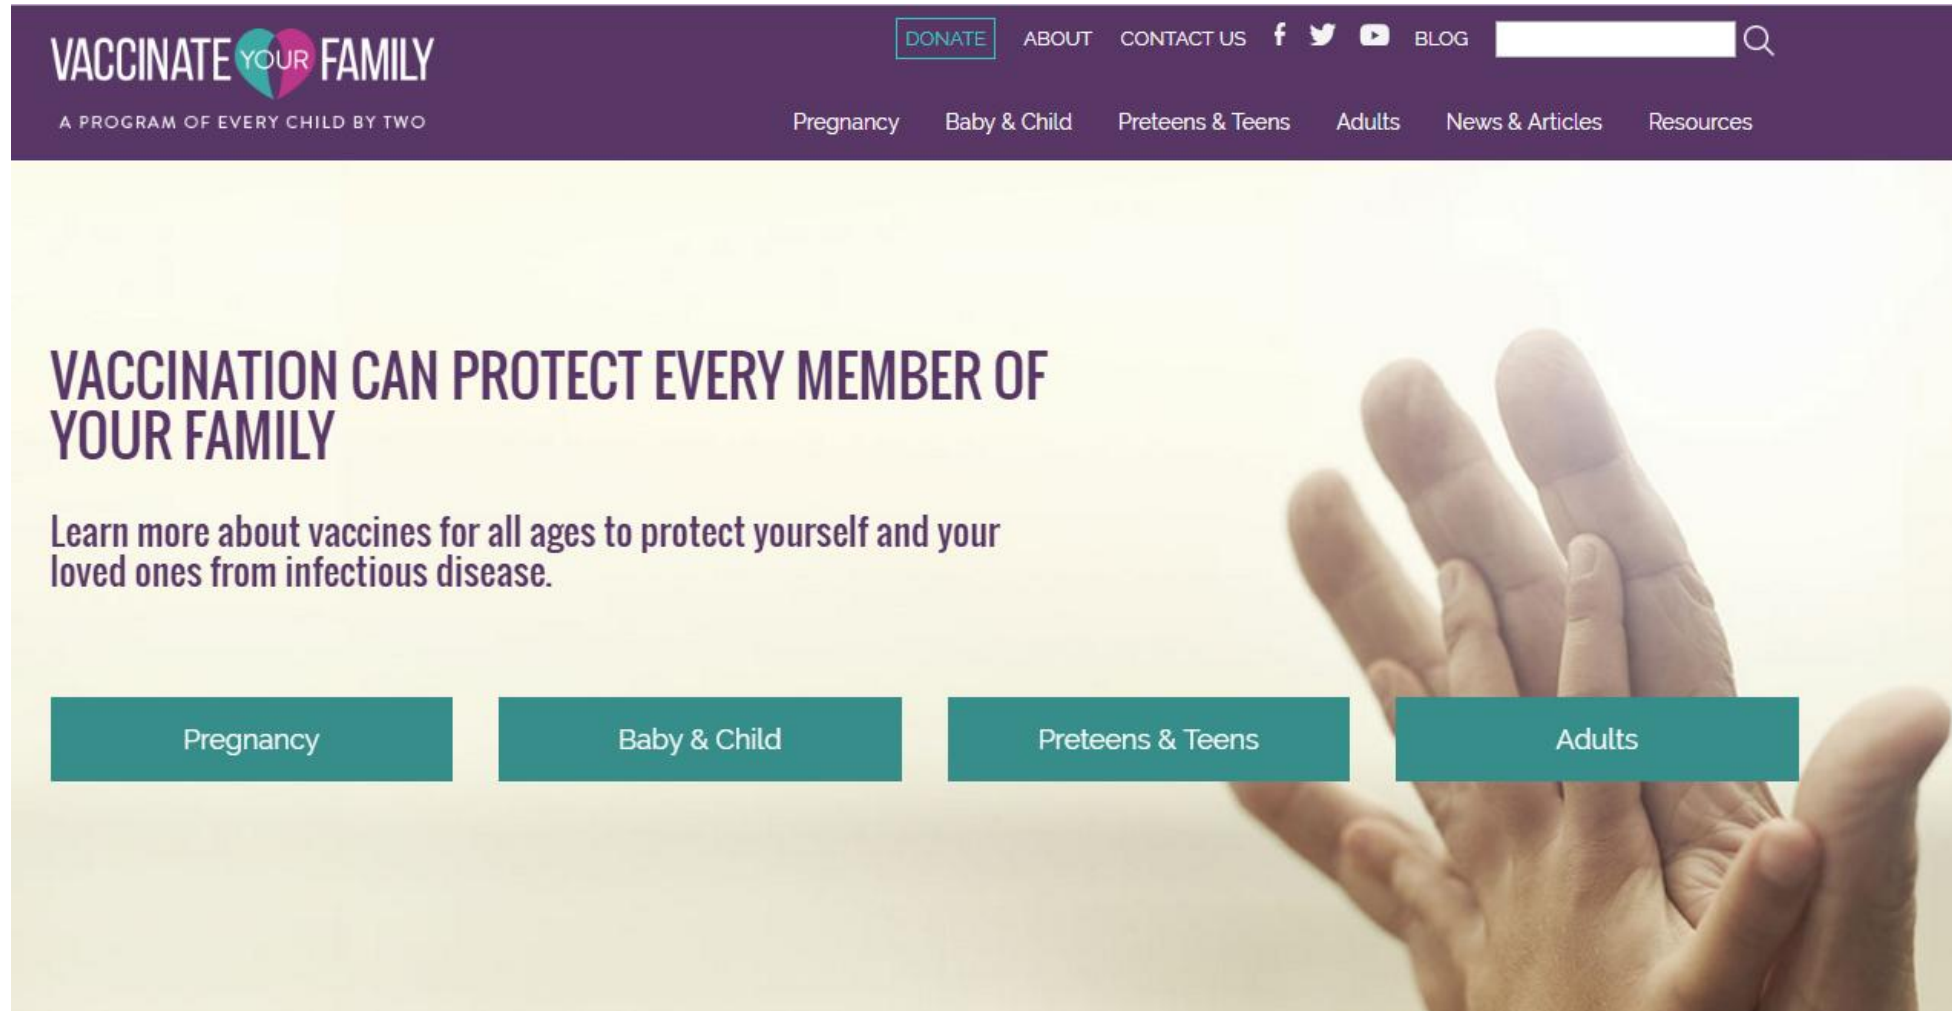 VACCINATE YOUR FAMILY
A PROGRAM OF EVERY CHILD BY TWO
DONATE ABOUT CONTACT US f BLOG
Pregnancy Baby & Child Preteens & Teens Adults News & Articles Resources
VACCINATION CAN PROTECT EVERY MEMBER OF
YOUR FAMILY
Learn more about vaccines for all ages to protect yourself and your
loved ones from infectious disease.
Pregnancy Baby & Child Preteens & Teens Adults